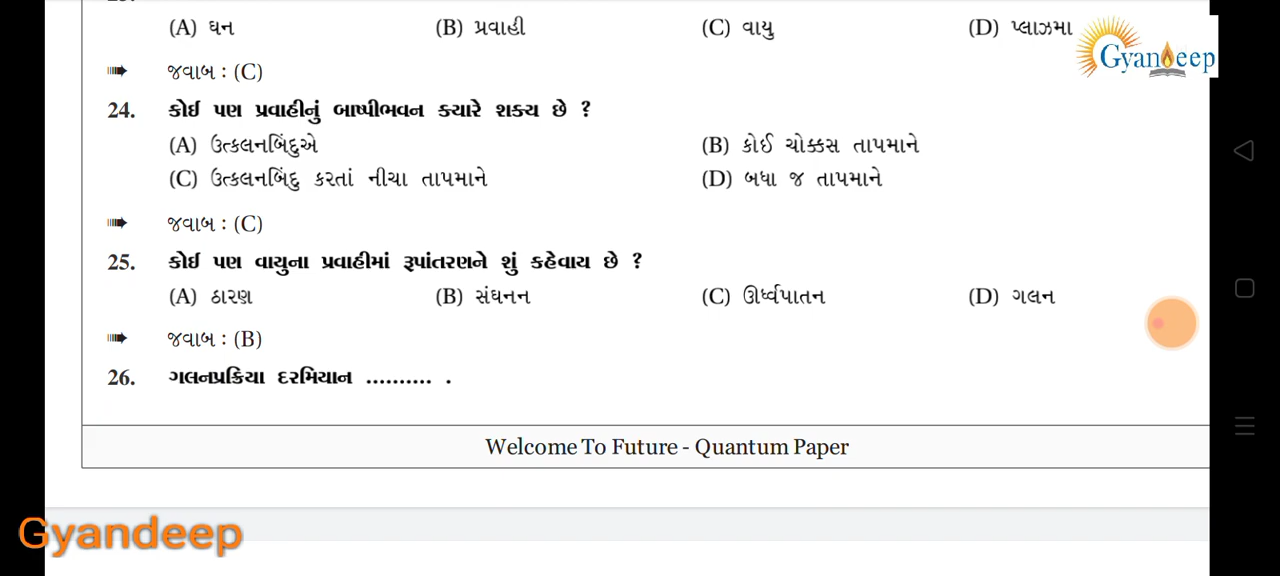 (A) ઘન (B) પ્રવાહી (C) વાયુ (D) પ્લાઝમા
Gyandeep
જવાબ : (C)
24. કોઈ પણ પ્રવાહીનું બાષ્પીભવન ક્યારે શક્ય છે ?
(A) ઉત્કલનબિંદુએ (B) કોઈ ચોક્કસ તાપમાને
(C) ઉત્કલનબિંદુ કરતાં નીચા તાપમાને (D) બધા જ તાપમાને
જવાબ : (C)
25. કોઈ પણ વાયુના પ્રવાહીમાં રૂપાંતરણને શું કહેવાય છે ?
(A) ઠારણ (B) સંઘનન (C) ઊર્ધ્વપાતન (D) ગલન
જવાબ : (B)
26. ગલનપ્રક્રિયા દરમિયાન .......... .
Welcome To Future - Quantum Paper
Gyandeep